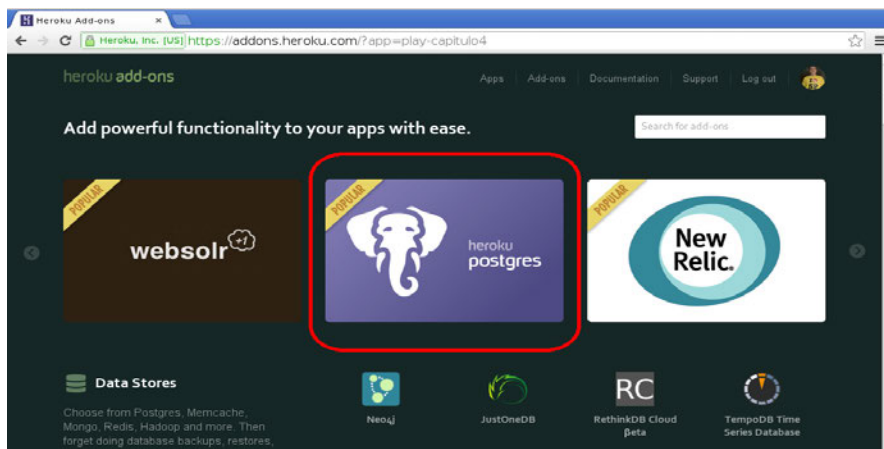 Heroku Add-ons
Heroku, Inc. [US] https://addons.heroku.com/?app=play-capitulo4
heroku add-ons
Apps Add-ons Documentation Support Log out
Add powerful functionality to your apps with ease.
Search for add-ons
POPULAR
websolr +1
POPULAR
heroku
postgres
POPULAR
New
Relic.
Data Stores
Choose from Postgres, Memcache,
Mongo, Redis, Hadoop and more. Then
forget doing database backups, restores,
Neo4j
JustOneDB
RC
RethinkDB Cloud
βeta
TempoDB Time
Series Database